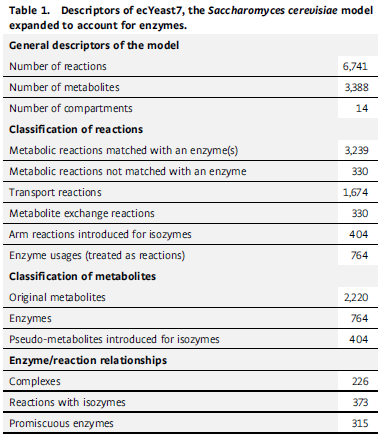 Table 1. Descriptors of ecYeast7, the Saccharomyces cerevisiae model
expanded to account for enzymes.
General descriptors of the model
Number of reactions 6,741
Number of metabolites 3,388
Number of compartments 14
Classification of reactions
Metabolic reactions matched with an enzyme(s) 3,239
Metabolic reactions not matched with an enzyme 330
Transport reactions 1,674
Metabolite exchange reactions 330
Arm reactions introduced for isozymes 404
Enzyme usages (treated as reactions) 764
Classification of metabolites
Original metabolites 2,220
Enzymes 764
Pseudo-metabolites introduced for isozymes 404
Enzyme/reaction relationships
Complexes 226
Reactions with isozymes 373
Promiscuous enzymes 315